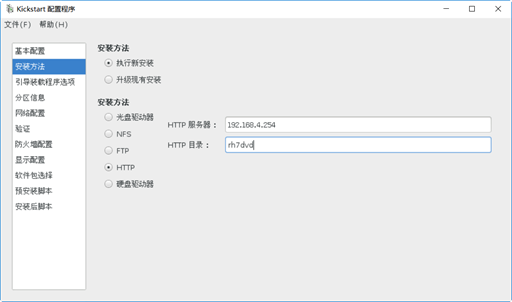 Kickstart 配置程序
文件(F) 帮助(H)
基本配置
安装方法
引导装载程序选项
分区信息
网络配置
验证
防火墙配置
显示配置
软件包选择
预安装脚本
安装后脚本
安装方法
执行新安装
升级现有安装
安装方法
光盘驱动器
NFS
FTP
HTTP
硬盘驱动器
HTTP 服务器： 192.168.4.254
HTTP 目录： rh7dvd